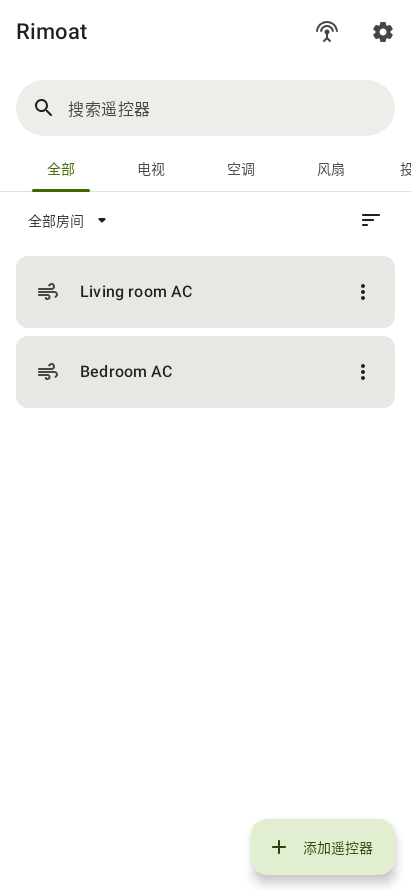 Rimoat
搜索遥控器
全部
电视
空调
风扇
投
全部房间
Living room AC
Bedroom AC
添加遥控器